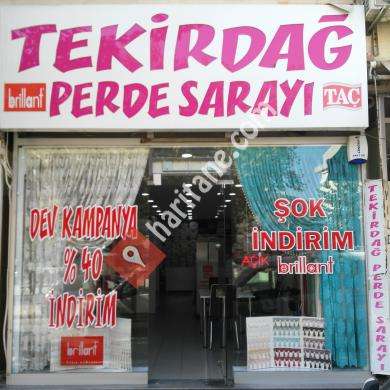 TEKİRDAĞ
brillant PERDE SARAYI TAÇ
DEV KAMPANYA
% 40
İNDİRİM
brillant
ŞOK
İNDİRİM
AÇIK brillant
TEKİRDAĞ PERDE SARAYI
haritane.com